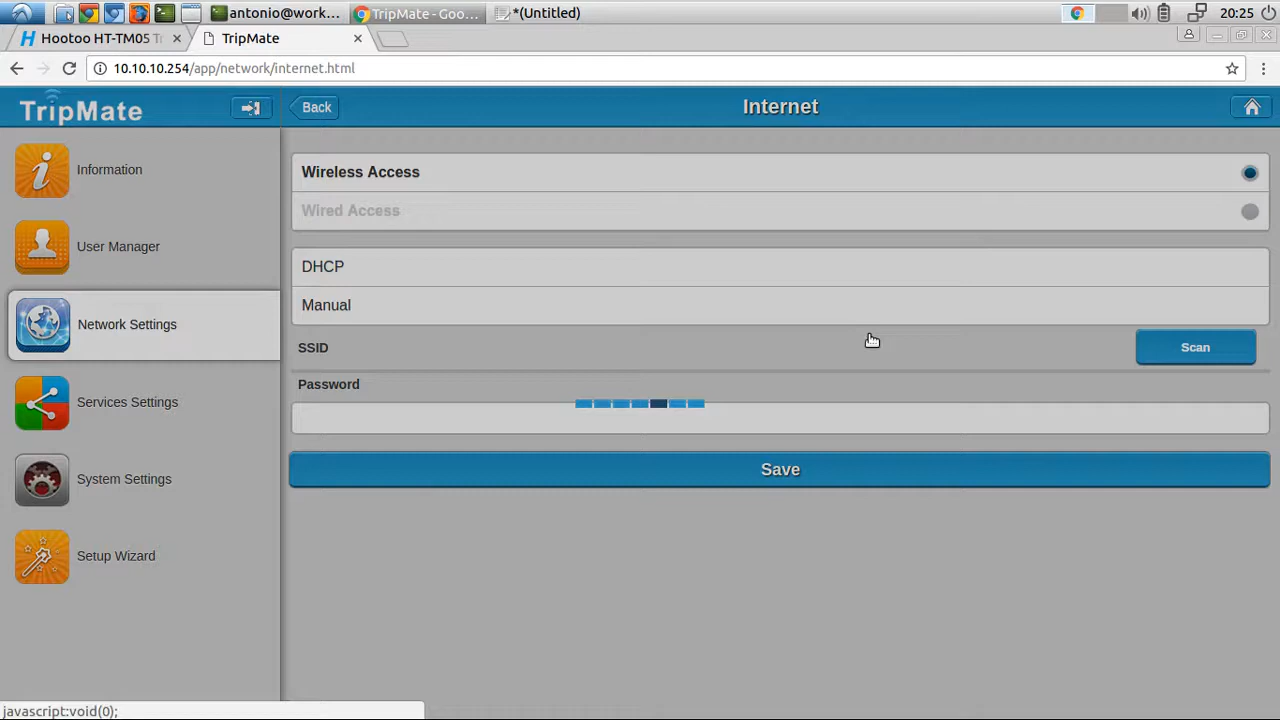 antonio@work...
TripMate - Goo...
*(Untitled)
20:25
Hootoo HT-TM05 Tr
TripMate
10.10.10.254/app/network/internet.html
TripMate
Back
Internet
Information
User Manager
Network Settings
Services Settings
System Settings
Setup Wizard
Wireless Access
Wired Access
DHCP
Manual
SSID
Scan
Password
Save
javascript:void(0);